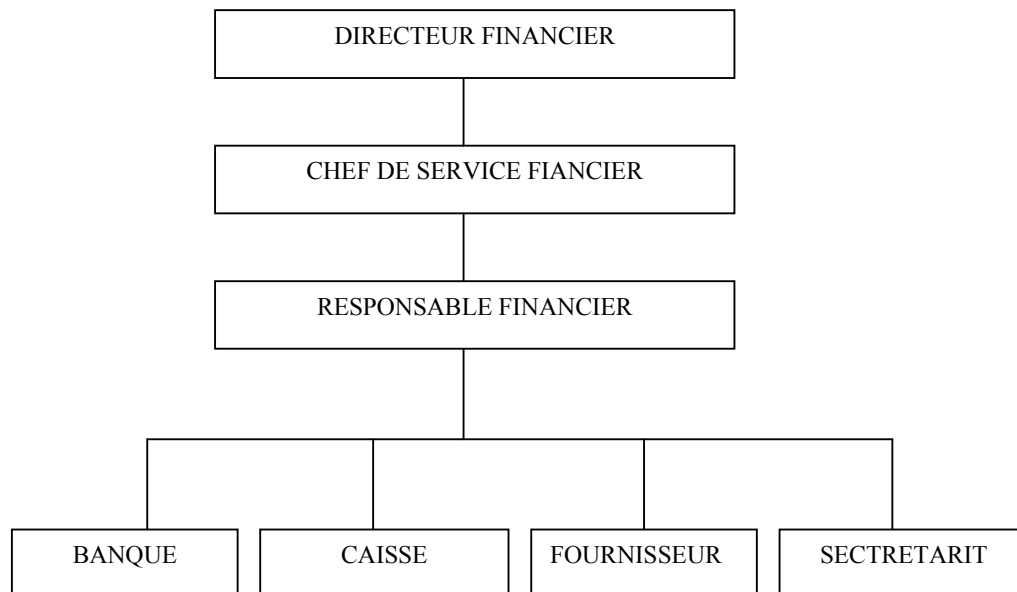 DIRECTEUR FINANCIER
CHEF DE SERVICE FIANCIER
RESPONSABLE FINANCIER
BANQUE
CAISSE
FOURNISSEUR
SECTRETARIT